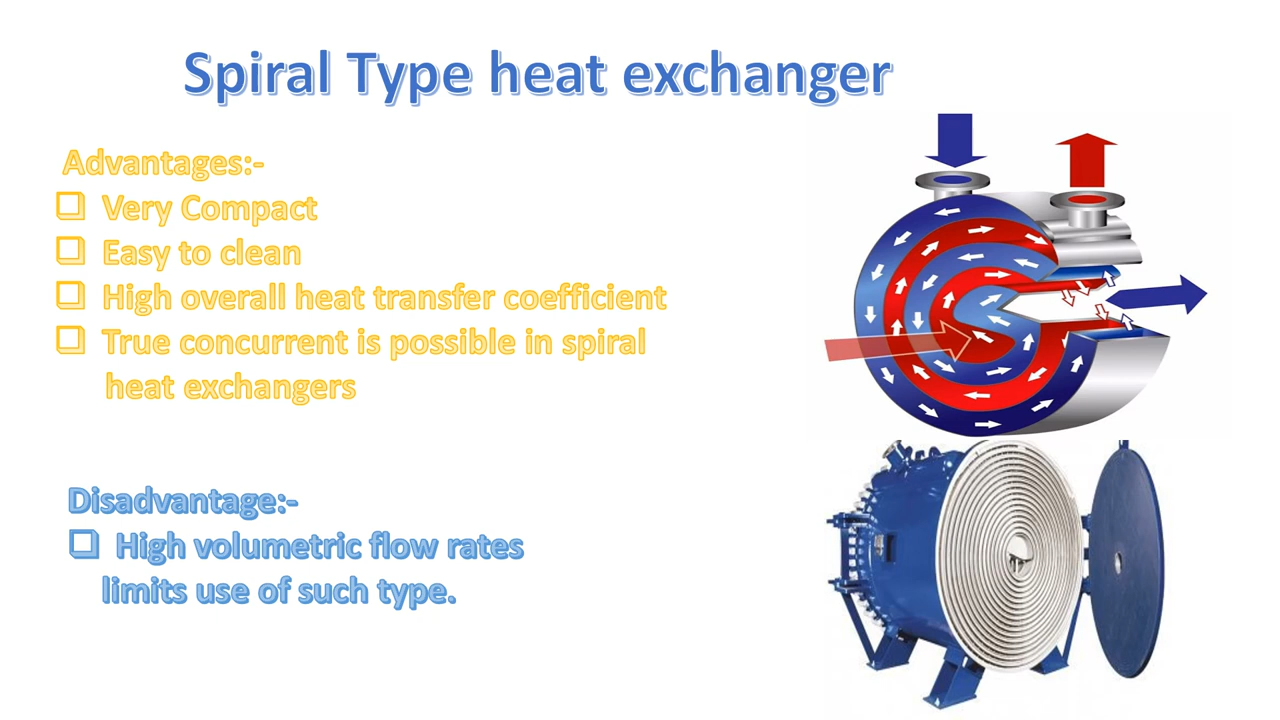 Spiral Type heat exchanger
Advantages:-
❑ Very Compact
❑ Easy to clean
❑ High overall heat transfer coefficient
❑ True concurrent is possible in spiral
heat exchangers
Disadvantage:-
❑ High volumetric flow rates
limits use of such type.